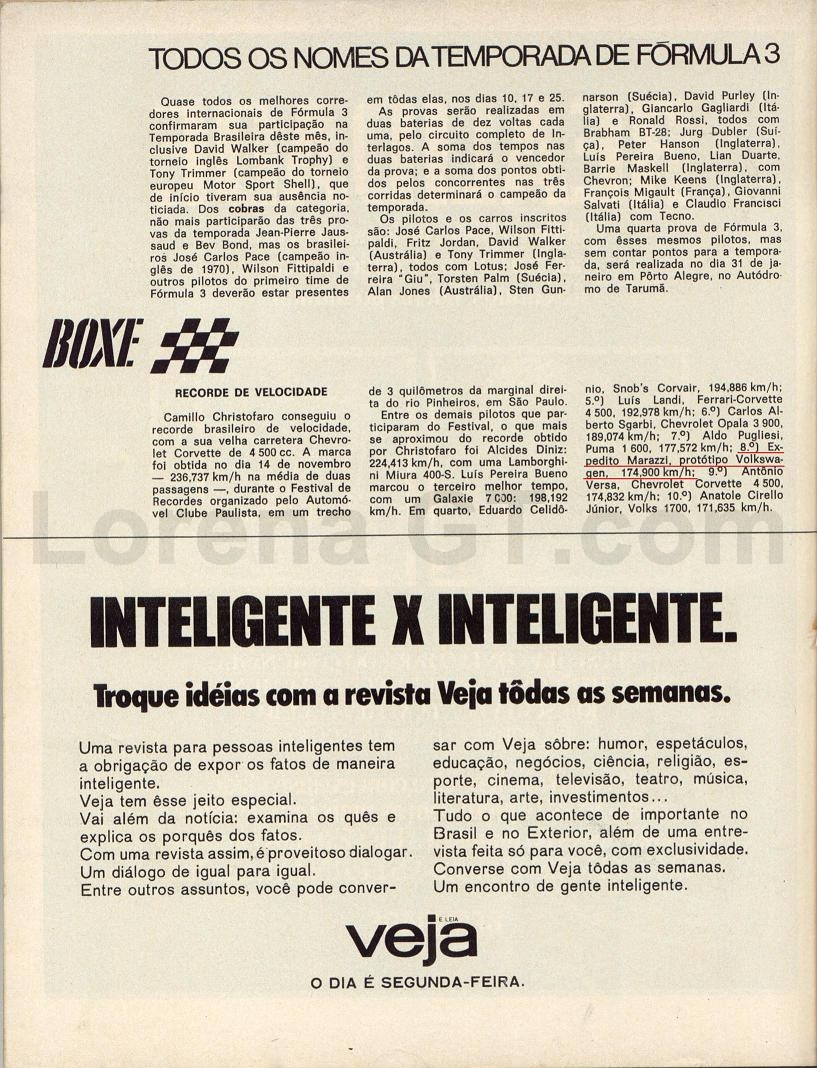 TODOS OS NOMES DA TEMPORADA DE FÓRMULA 3
Quase todos os melhores corre-
dores internacionais de Fórmula 3
confirmaram sua participação na
Temporada Brasileira dêste mês, in-
clusive David Walker (campeão do
torneio inglês Lombank Trophy) e
Tony Trimmer (campeão do torneio
europeu Motor Sport Shell), que
de início tiveram sua ausência no-
ticiada. Dos cobras da categoria,
não mais participarão das três pro-
vas da temporada Jean-Pierre Jaus-
saud e Bev Bond, mas os brasilei-
ros José Carlos Pace (campeão in-
glês de 1970), Wilson Fittipaldi e
outros pilotos do primeiro time de
Fórmula 3 deverão estar presentes
em tôdas elas, nos dias 10, 17 e 25.
As provas serão realizadas em
duas baterias de dez voltas cada
uma, pelo circuito completo de In-
terlagos. A soma dos tempos nas
duas baterias indicará o vencedor
da prova; e a soma dos pontos obti-
dos pelos concorrentes nas três
corridas determinará o campeão da
temporada.
Os pilotos e os carros inscritos
são: José Carlos Pace, Wilson Fitti-
paldi, Fritz Jordan, David Walker
(Austrália) e Tony Trimmer (Ingla-
terra), todos com Lotus; José Fer-
reira "Giu", Torsten Palm (Suécia),
Alan Jones (Austrália), Sten Gun-
narson (Suécia), David Purley (In-
glaterra), Giancarlo Gagliardi (Itá-
lia) e Ronald Rossi, todos com
Brabham BT-28; Jurg Dubler (Suí-
ça), Peter Hanson (Inglaterra),
Luís Pereira Bueno, Lian Duarte,
Barrie Maskell (Inglaterra), com
Chevron; Mike Keens (Inglaterra),
François Migault (França), Giovanni
Salvati (Itália) e Claudio Francisci
(Itália) com Tecno.
Uma quarta prova de Fórmula 3,
com êsses mesmos pilotos, mas
sem contar pontos para a tempora-
da, será realizada no dia 31 de ja-
neiro em Pôrto Alegre, no Autódro-
mo de Tarumã.
BOXE
RECORDE DE VELOCIDADE
Camillo Christofaro conseguiu o
recorde brasileiro de velocidade,
com a sua velha carretera Chevro-
let Corvette de 4 500 cc. A marca
foi obtida no dia 14 de novembro
— 236,737 km/h na média de duas
passagens —, durante o Festival de
Recordes organizado pelo Automó-
vel Clube Paulista, em um trecho
de 3 quilômetros da marginal direi-
ta do rio Pinheiros, em São Paulo.
Entre os demais pilotos que par-
ticiparam do Festival, o que mais
se aproximou do recorde obtido
por Christofaro foi Alcides Diniz:
224,413 km/h, com uma Lamborghi-
ni Miura 400-S. Luís Pereira Bueno
marcou o terceiro melhor tempo,
com um Galaxie 7 000: 198,192
km/h. Em quarto, Eduardo Celidô-
nio, Snob's Corvair, 194,886 km/h;
5.º) Luís Landi, Ferrari-Corvette
4 500, 192,978 km/h; 6.º) Carlos Al-
berto Sgarbi, Chevrolet Opala 3 900,
189,074 km/h; 7.º) Aldo Pugliesi,
Puma 1 600, 177,572 km/h; 8.º) Ex-
pedito Marazzi, protótipo Volkswa-
gen, 174,900 km/h; 9.º) Antônio
Versa, Chevrolet Corvette 4 500,
174,832 km/h; 10.º) Anatole Cirello
Júnior, Volks 1700, 171,635 km/h.
Lorena GT.com
INTELIGENTE X INTELIGENTE.
Troque idéias com a revista Veja tôdas as semanas.
Uma revista para pessoas inteligentes tem
a obrigação de expor os fatos de maneira
inteligente.
Veja tem êsse jeito especial.
Vai além da notícia: examina os quês e
explica os porquês dos fatos.
Com uma revista assim, é proveitoso dialogar.
Um diálogo de igual para igual.
Entre outros assuntos, você pode conver-
sar com Veja sôbre: humor, espetáculos,
educação, negócios, ciência, religião, es-
porte, cinema, televisão, teatro, música,
literatura, arte, investimentos...
Tudo o que acontece de importante no
Brasil e no Exterior, além de uma entre-
vista feita só para você, com exclusividade.
Converse com Veja tôdas as semanas.
Um encontro de gente inteligente.
E LEIA
veja
O DIA É SEGUNDA-FEIRA.